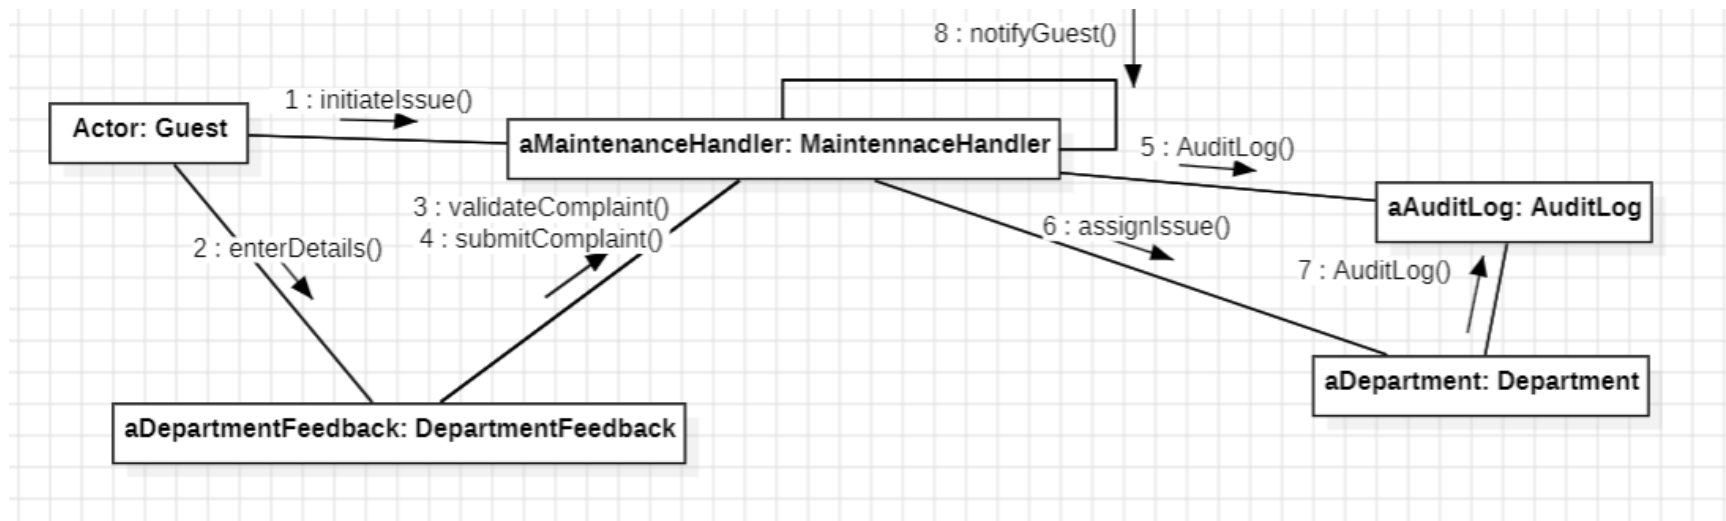 8 : notifyGuest()
1 : initiateIssue()
Actor: Guest
aMaintenanceHandler: MaintennaceHandler
5 : AuditLog()
aAuditLog: AuditLog
3 : validateComplaint()
4 : submitComplaint()
6 : assignIssue()
2 : enterDetails()
7 : AuditLog()
aDepartment: Department
aDepartmentFeedback: DepartmentFeedback